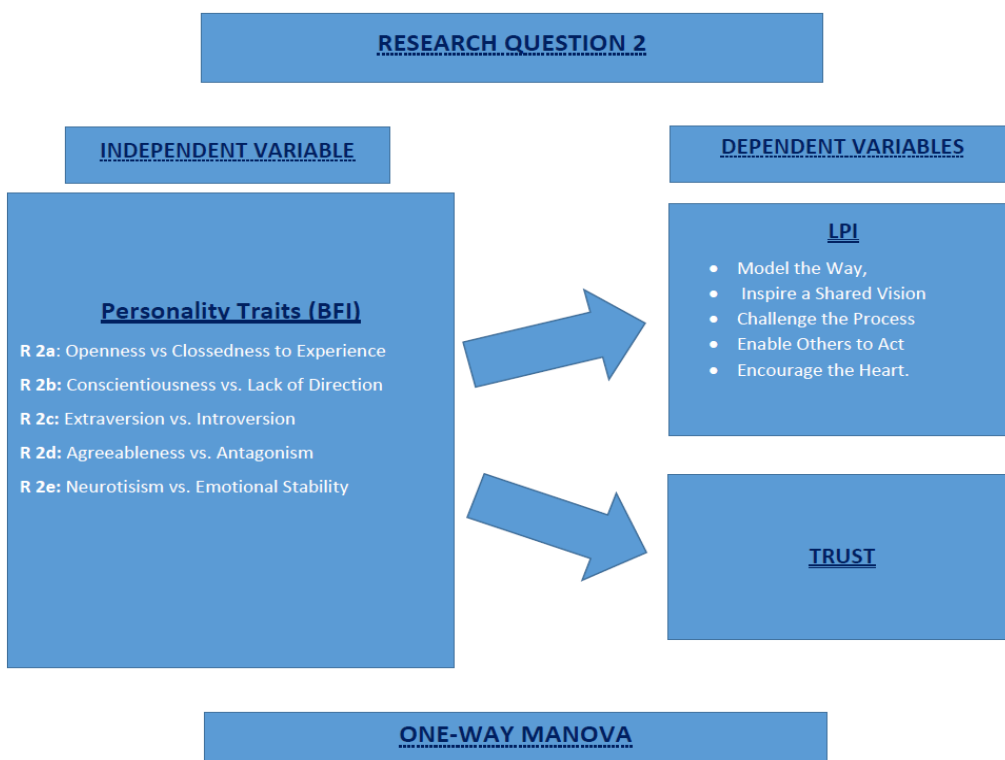 RESEARCH QUESTION 2
INDEPENDENT VARIABLE
Personality Traits (BFI)
R 2a: Openness vs Clossedness to Experience
R 2b: Conscientiousness vs. Lack of Direction
R 2c: Extraversion vs. Introversion
R 2d: Agreeableness vs. Antagonism
R 2e: Neurotisism vs. Emotional Stability
DEPENDENT VARIABLES
LPI
• Model the Way,
• Inspire a Shared Vision
• Challenge the Process
• Enable Others to Act
• Encourage the Heart.
TRUST
ONE-WAY MANOVA